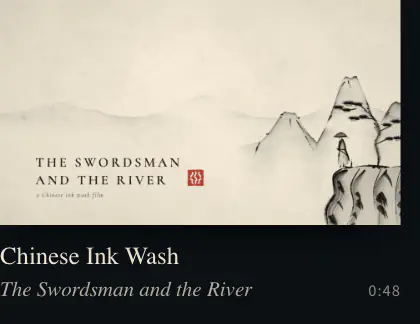 THE SWORDSMAN
AND THE RIVER
a Chinese ink wash film
Chinese Ink Wash
The Swordsman and the River
0:48